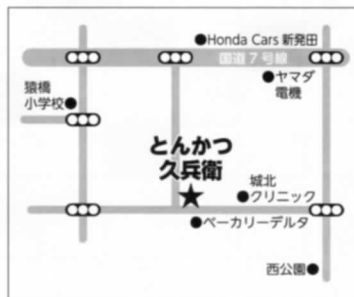 Honda Cars 新発田
国道7号線
ヤマダ
電機
猿橋
小学校
とんかつ
久兵衛
城北
クリニック
ベーカリーデルタ
西公園